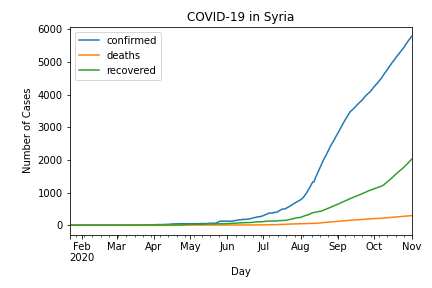 COVID-19 in Syria
6000
5000
4000
3000
2000
1000
0
Number of Cases
confirmed
deaths
recovered
Feb Mar Apr May Jun Jul Aug Sep Oct Nov
2020
Day